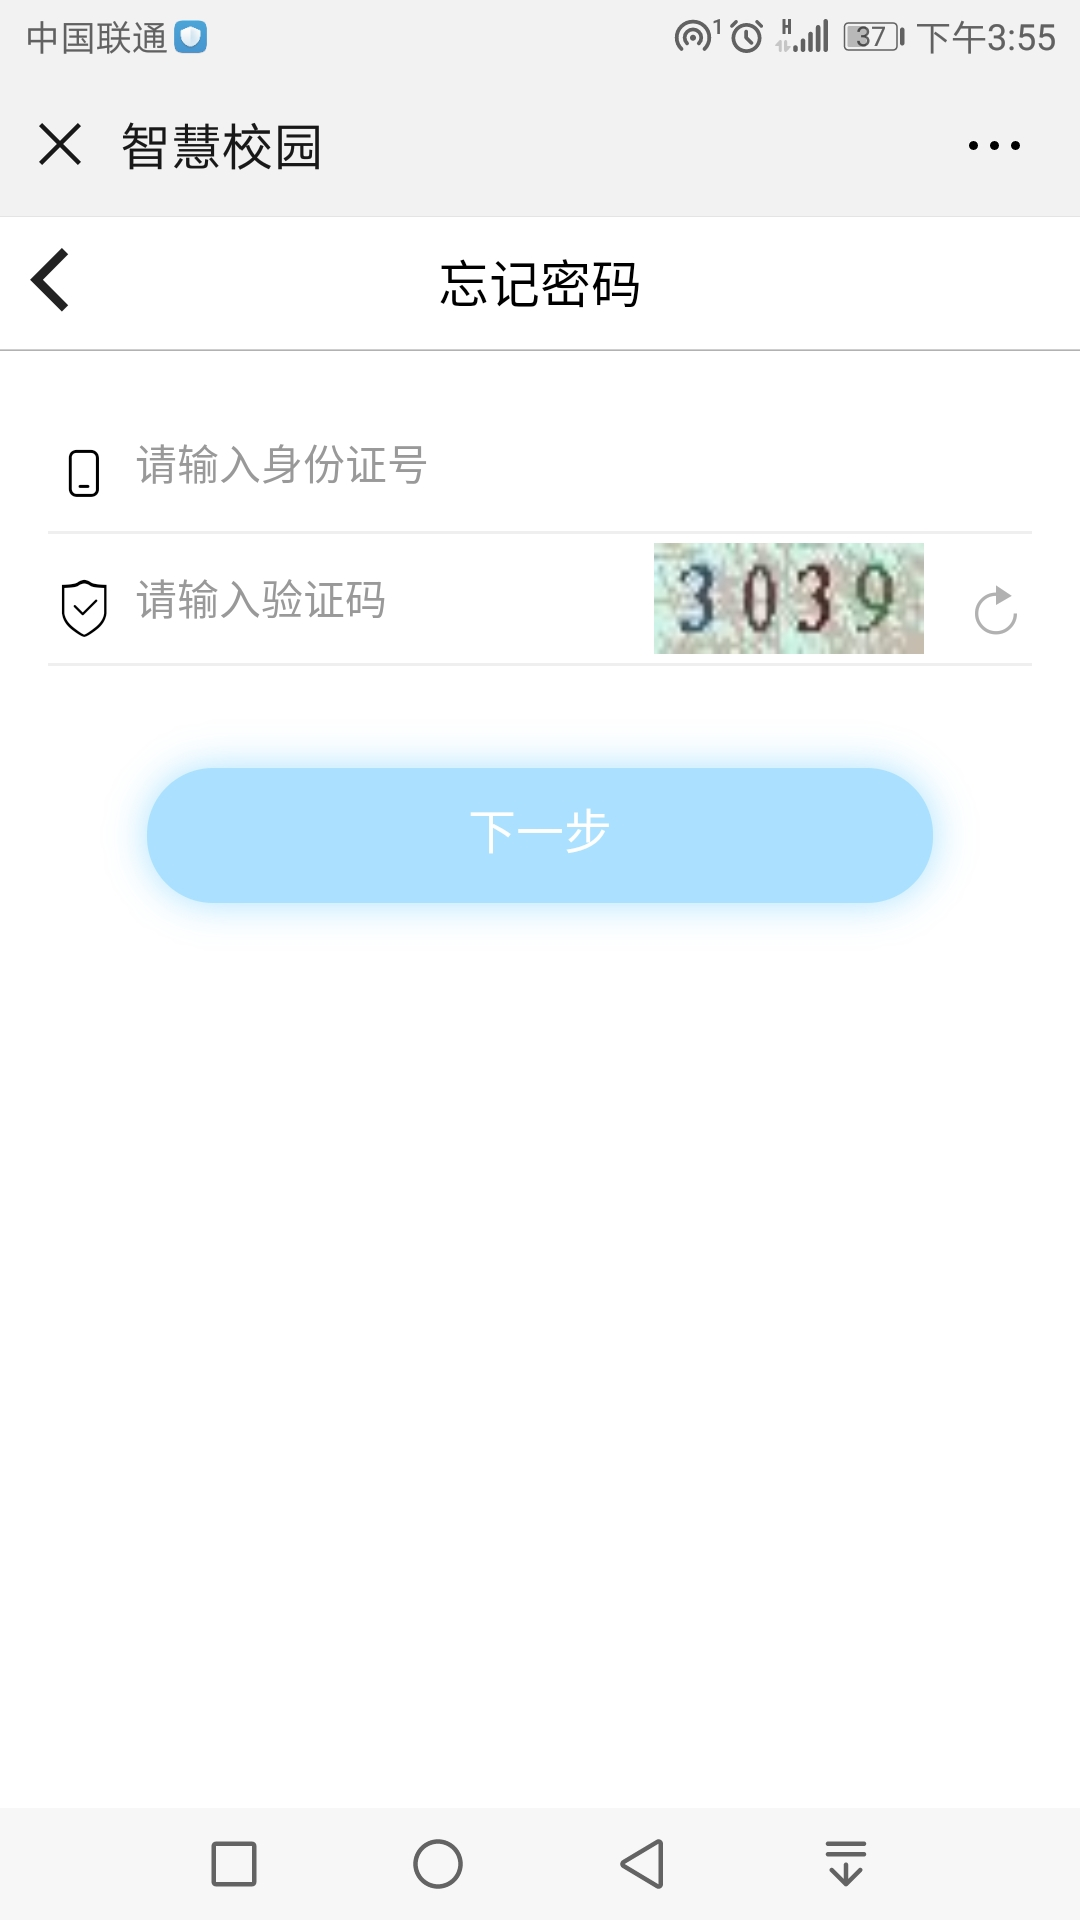 中国联通 1 H 37 下午3:55
智慧校园
忘记密码
请输入身份证号
请输入验证码 3039
下一步